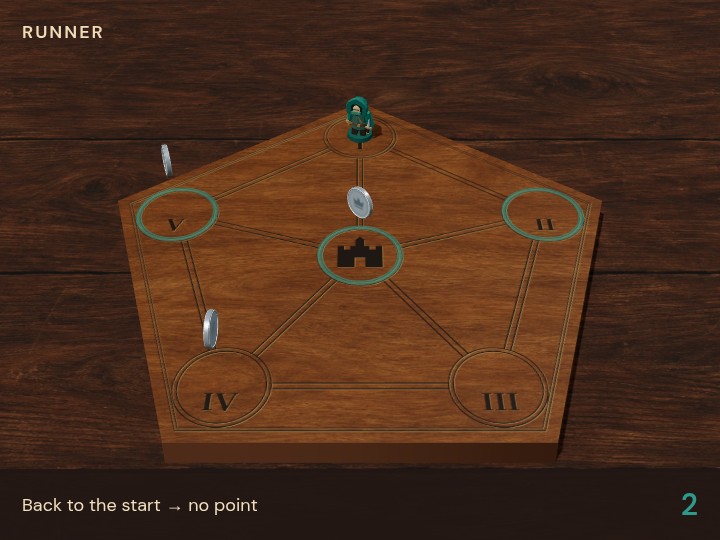 RUNNER
V
II
IV
III
Back to the start → no point
2